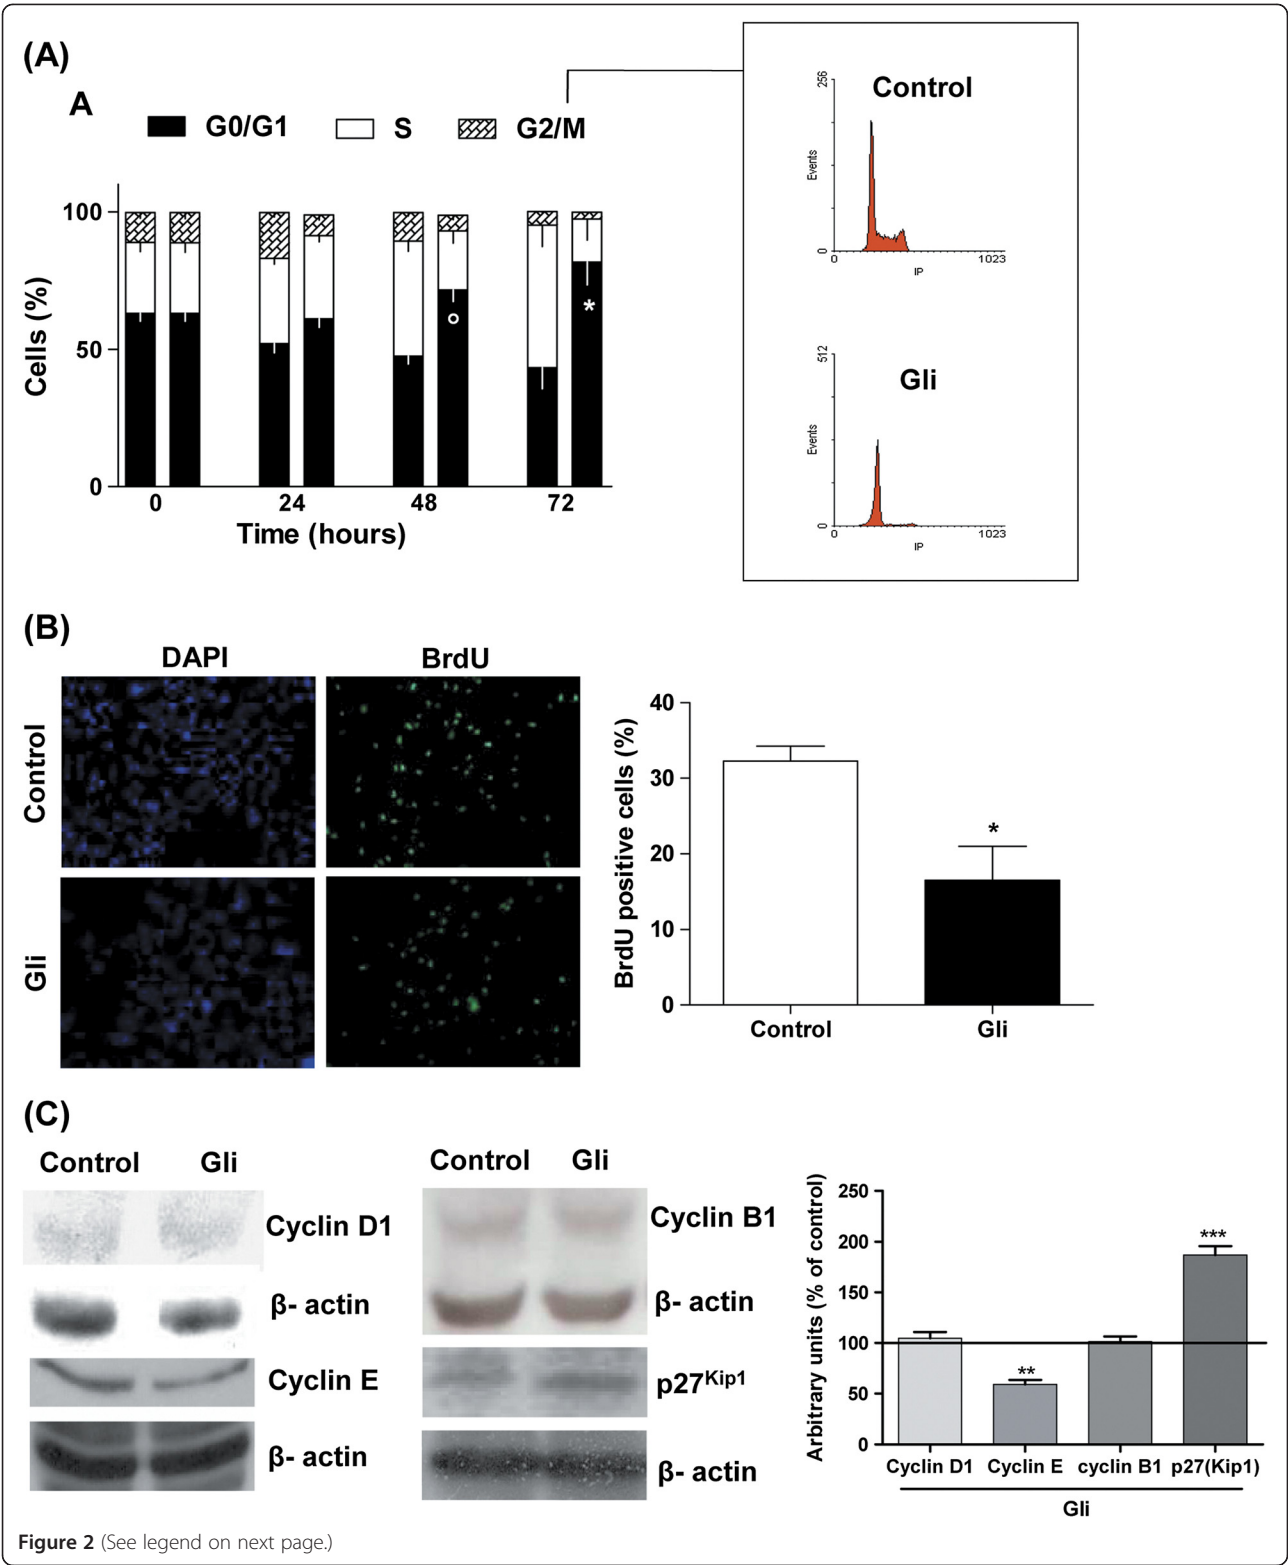 (A)
A
G0/G1 S G2/M
100
50
0
Cells (%)
0 24 48 72
Time (hours)
°
*
Control
256
Events
0
0 IP 1023
Gli
512
Events
0
0 IP 1023
(B)
DAPI BrdU
Control
Gli
BrdU positive cells (%)
40
30
20
10
0
*
Control Gli
(C)
Control Gli
Cyclin D1
β- actin
Cyclin E
β- actin
Control Gli
Cyclin B1
β- actin
p27Kip1
β- actin
Arbitrary units (% of control)
250
200
150
100
50
0
**
***
Cyclin D1 Cyclin E cyclin B1 p27(Kip1)
Gli
Figure 2 (See legend on next page.)